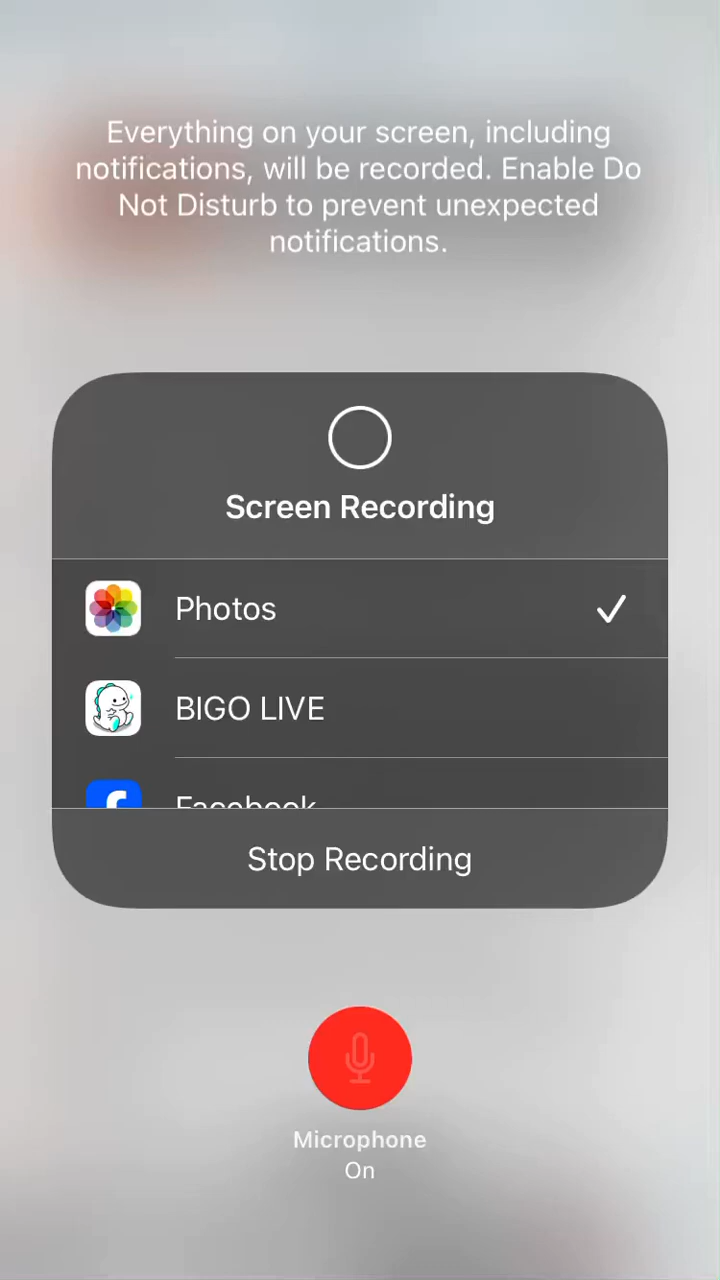 Everything on your screen, including
notifications, will be recorded. Enable Do
Not Disturb to prevent unexpected
notifications.
Screen Recording
Photos
BIGO LIVE
Facebook
Stop Recording
Microphone
On